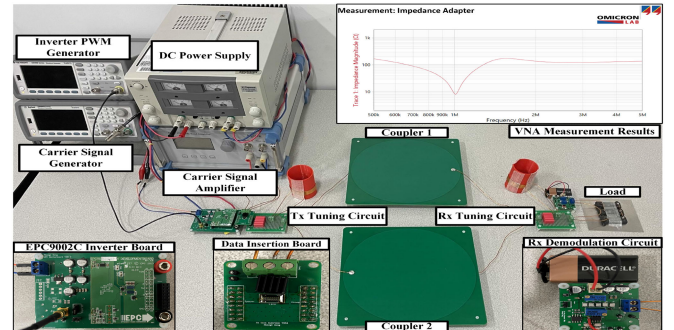 Measurement: Impedance Adapter
OMICRON
LAB
Inverter PWM
Generator
DC Power Supply
Trace 1: Impedance Magnitude (Ω)
1k
100
10
500k 600k 700k 800k 900k 1M 2M 3M 4M 5M
Frequency (Hz)
Coupler 1
VNA Measurement Results
Carrier Signal
Generator
Carrier Signal
Amplifier
Load
Tx Tuning Circuit
Rx Tuning Circuit
EPC9002C Inverter Board
Data Insertion Board
Rx Demodulation Circuit
DURACELL
EPC
Coupler 2